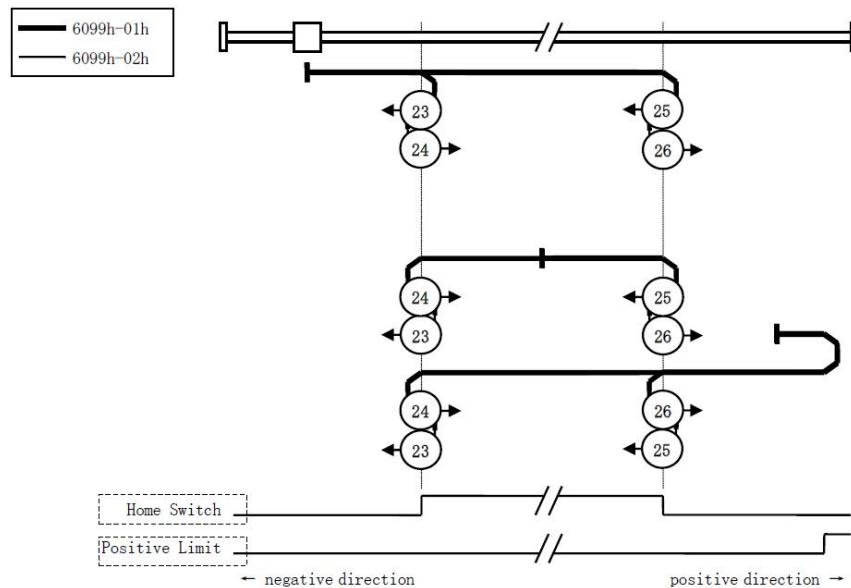 6099h-01h
6099h-02h
23
25
24
26
24
25
23
26
24
26
23
25
Home Switch
Positive Limit
← negative direction
positive direction →